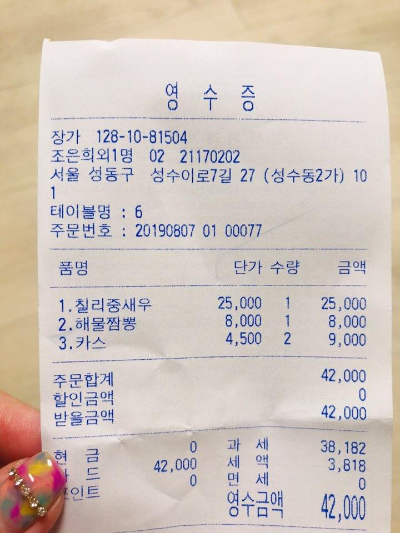 영 수 증
장가 128-10-81504
조은희외1명 02 21170202
서울 성동구 성수이로7길 27 (성수동2가) 10
1
테이블명 : 6
주문번호 : 20190807 01 00077
품명 단가 수량 금액
1.칠리중새우 25,000 1 25,000
2.해물짬뽕 8,000 1 8,000
3.카스 4,500 2 9,000
주문합계 42,000
할인금액 0
받을금액 42,000
현 금 0 과 세 38,182
드 42,000 세 액 3,818
인트 0 면 세 0
영수금액 42,000